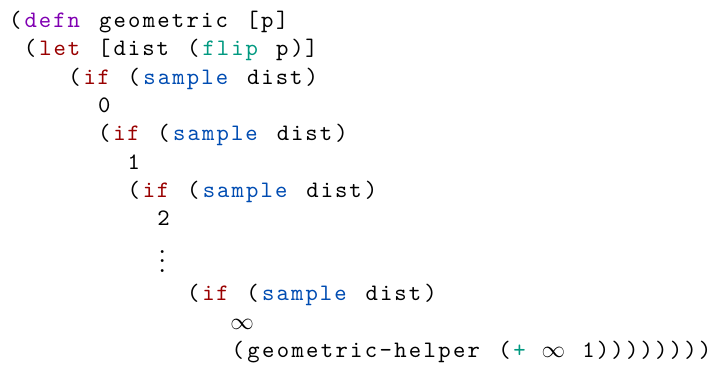 (defn geometric [p]
(let [dist (flip p)]
(if (sample dist)
0
(if (sample dist)
1
(if (sample dist)
2
⋮
(if (sample dist)
∞
(geometric-helper (+ ∞ 1))))))))